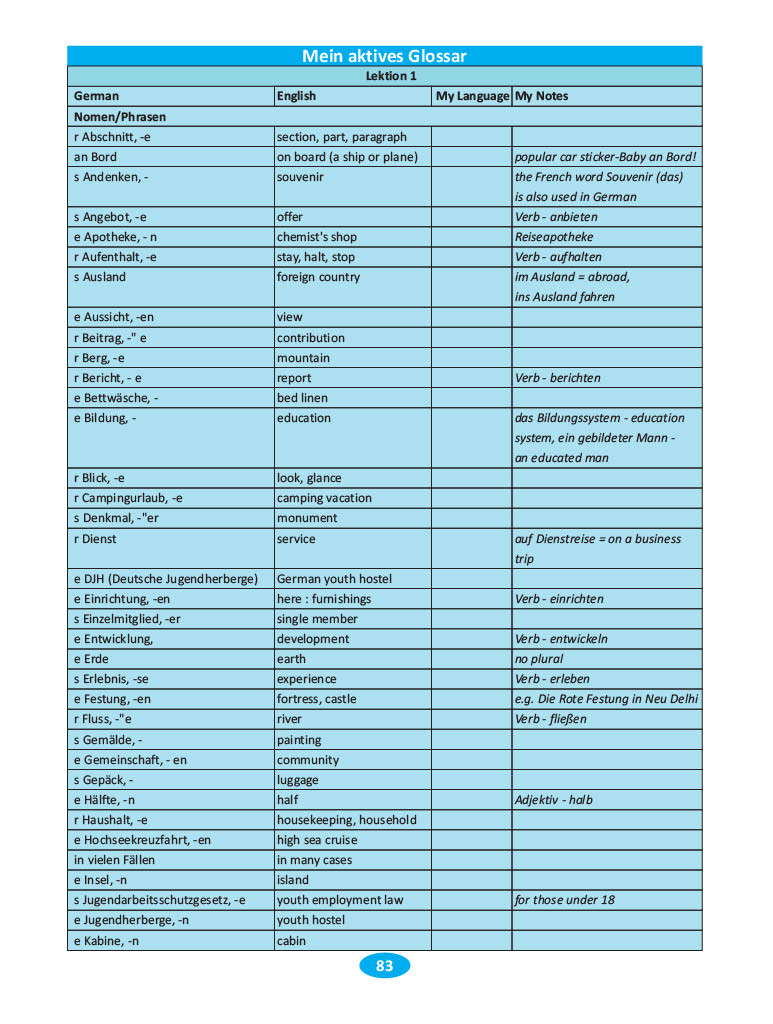 Mein aktives Glossar
Lektion 1
German English My Language My Notes
Nomen/Phrasen
r Abschnitt, -e section, part, paragraph
an Bord on board (a ship or plane) popular car sticker-Baby an Bord!
s Andenken, - souvenir the French word Souvenir (das)
is also used in German
s Angebot, -e offer Verb - anbieten
e Apotheke, - n chemist's shop Reiseapotheke
r Aufenthalt, -e stay, halt, stop Verb - aufhalten
s Ausland foreign country im Ausland = abroad,
ins Ausland fahren
e Aussicht, -en view
r Beitrag, -" e contribution
r Berg, -e mountain
r Bericht, - e report Verb - berichten
e Bettwäsche, - bed linen
e Bildung, - education das Bildungssystem - education
system, ein gebildeter Mann -
an educated man
r Blick, -e look, glance
r Campingurlaub, -e camping vacation
s Denkmal, -"er monument
r Dienst service auf Dienstreise = on a business
trip
e DJH (Deutsche Jugendherberge) German youth hostel
e Einrichtung, -en here : furnishings Verb - einrichten
s Einzelmitglied, -er single member
e Entwicklung, development Verb - entwickeln
e Erde earth no plural
s Erlebnis, -se experience Verb - erleben
e Festung, -en fortress, castle e.g. Die Rote Festung in Neu Delhi
r Fluss, -"e river Verb - fließen
s Gemälde, - painting
e Gemeinschaft, - en community
s Gepäck, - luggage
e Hälfte, -n half Adjektiv - halb
r Haushalt, -e housekeeping, household
e Hochseekreuzfahrt, -en high sea cruise
in vielen Fällen in many cases
e Insel, -n island
s Jugendarbeitsschutzgesetz, -e youth employment law for those under 18
e Jugendherberge, -n youth hostel
e Kabine, -n cabin
83